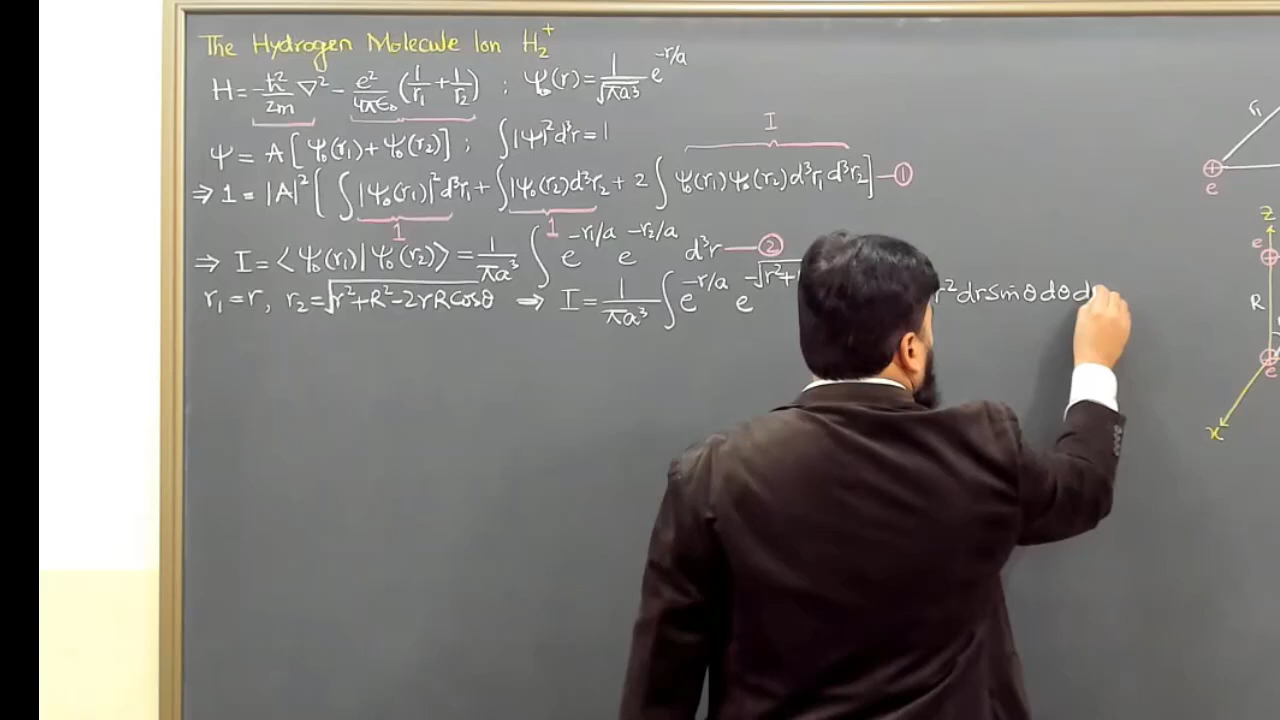 The Hydrogen Molecule Ion H₂⁺
H = -ħ²/2m ∇² - e²/4πϵ₀ (1/r₁ + 1/r₂) ; ψ₀(r) = 1/√πa³ e^(-r/a)
ψ = A[ψ₀(r₁) + ψ₀(r₂)] ; ∫|ψ|²d³r = 1
I
⇒ 1 = |A|² [∫|ψ₀(r₁)|²d³r₁ + ∫|ψ₀(r₂)d³r₂ + 2∫ψ₀(r₁)ψ₀(r₂)d³r₁d³r₂] — ①
1 1
⇒ I = <ψ₀(r₁)|ψ₀(r₂)> = 1/πa³ ∫e^(-r₁/a) e^(-r₂/a) d³r — ②
r₁ = r, r₂ = √r²+R²-2rRcosθ ⇒ I = 1/πa³ ∫e^(-r/a) e^(-√r²+ r²drsinθdθd
r₁
e
z
e
R
e
x